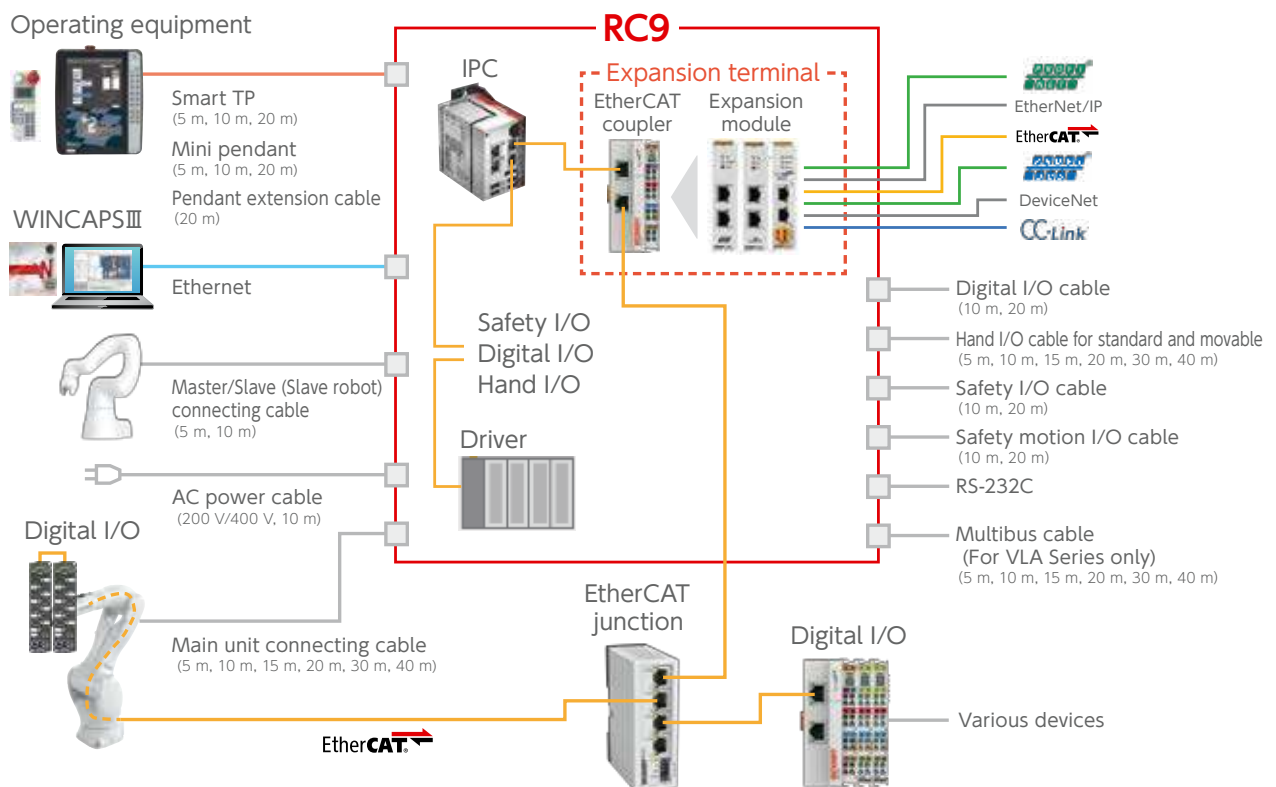 Operating equipment
Smart TP
(5 m, 10 m, 20 m)
Mini pendant
(5 m, 10 m, 20 m)
Pendant extension cable
(20 m)
WINCAPSⅢ
Ethernet
Master/Slave (Slave robot)
connecting cable
(5 m, 10 m)
AC power cable
(200 V/400 V, 10 m)
Digital I/O
Main unit connecting cable
(5 m, 10 m, 15 m, 20 m, 30 m, 40 m)
EtherCAT®
RC9
IPC
Expansion terminal
EtherCAT
coupler
Expansion
module
Safety I/O
Digital I/O
Hand I/O
Driver
PROFI
NET®
EtherNet/IP
EtherCAT®
PROFI
BUS®
DeviceNet
CC-Link
Digital I/O cable
(10 m, 20 m)
Hand I/O cable for standard and movable
(5 m, 10 m, 15 m, 20 m, 30 m, 40 m)
Safety I/O cable
(10 m, 20 m)
Safety motion I/O cable
(10 m, 20 m)
RS-232C
Multibus cable
(For VLA Series only)
(5 m, 10 m, 15 m, 20 m, 30 m, 40 m)
EtherCAT
junction
Digital I/O
Various devices